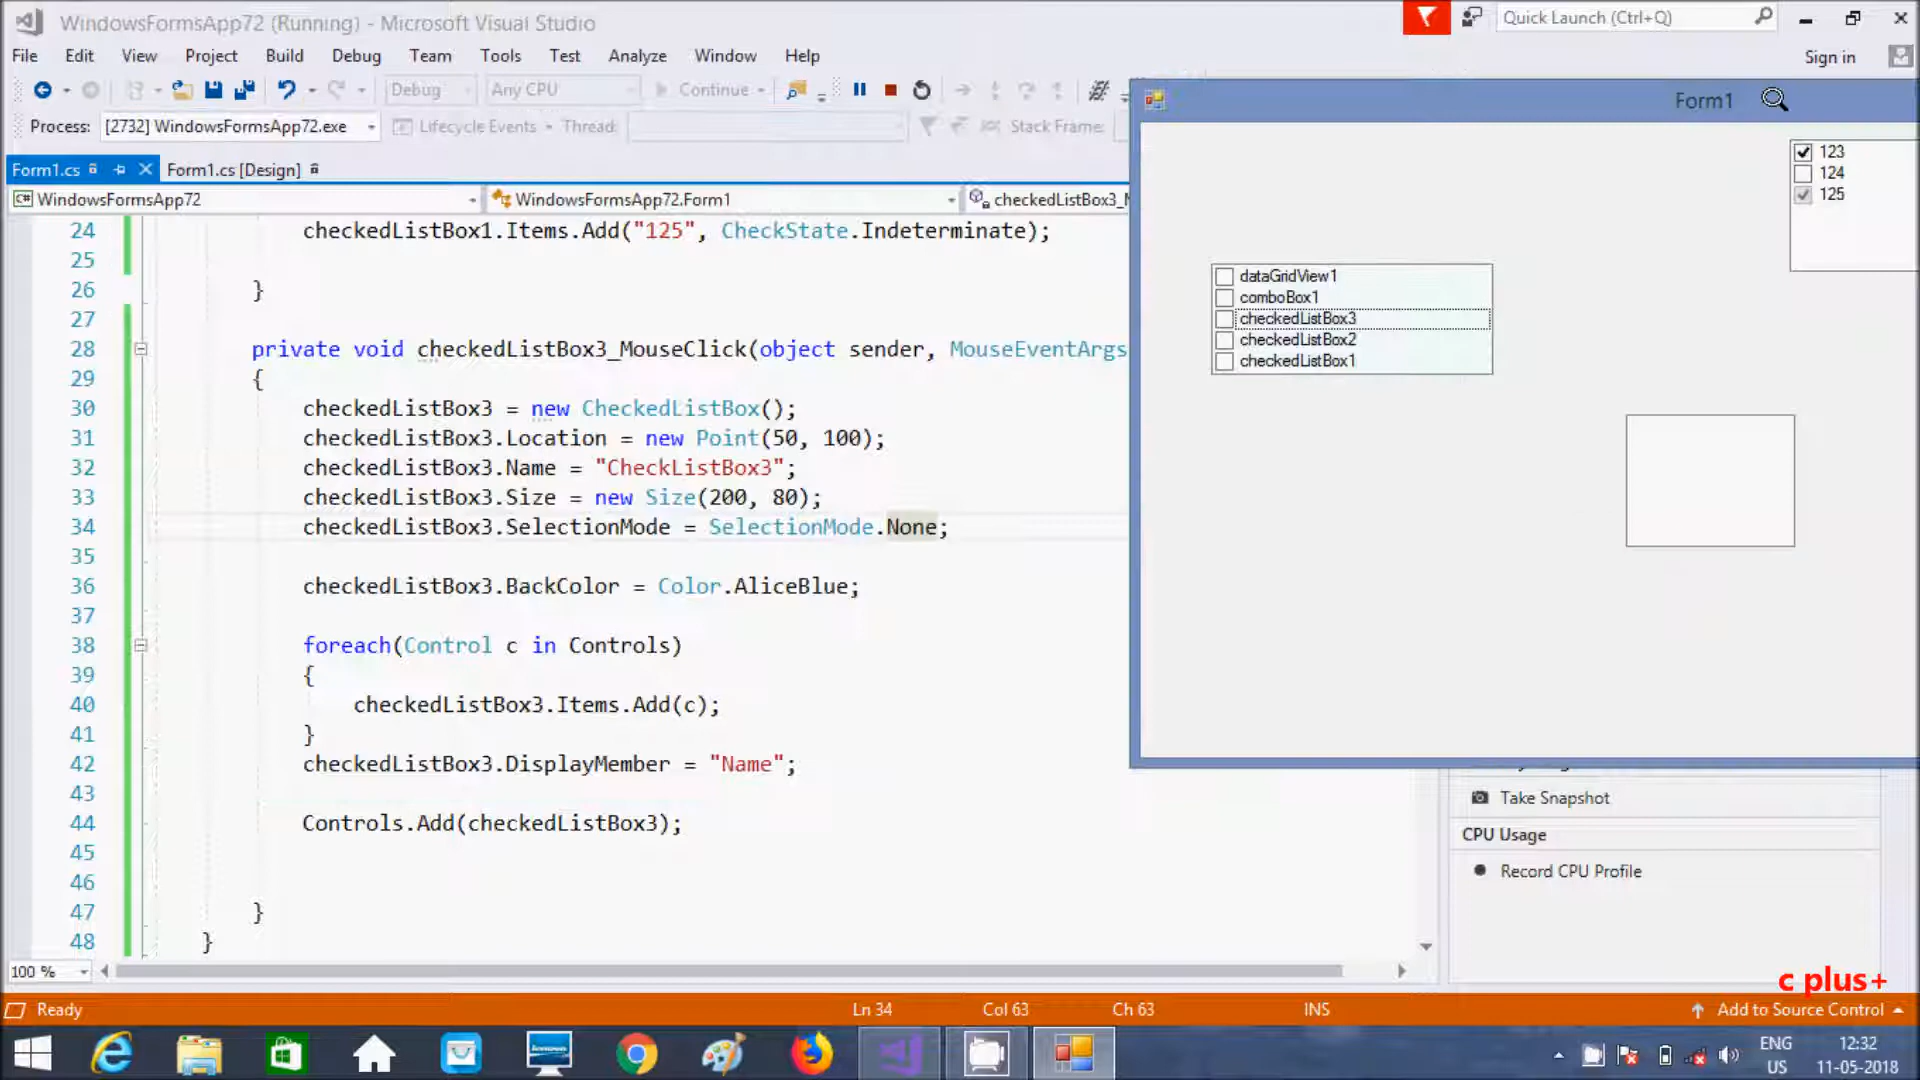 WindowsFormsApp72 (Running) - Microsoft Visual Studio
Quick Launch (Ctrl+Q)
File Edit View Project Build Debug Team Tools Test Analyze Window Help
Sign in
Debug Any CPU Continue
Process: [2732] WindowsFormsApp72.exe Lifecycle Events Thread: Stack Frame:
Form1.cs Form1.cs [Design]
WindowsFormsApp72 WindowsFormsApp72.Form1 checkedListBox3_M
24 checkedListBox1.Items.Add("125", CheckState.Indeterminate);
25
26 }
27
28 private void checkedListBox3_MouseClick(object sender, MouseEventArgs
29 {
30 checkedListBox3 = new CheckedListBox();
31 checkedListBox3.Location = new Point(50, 100);
32 checkedListBox3.Name = "CheckListBox3";
33 checkedListBox3.Size = new Size(200, 80);
34 checkedListBox3.SelectionMode = SelectionMode.None;
35
36 checkedListBox3.BackColor = Color.AliceBlue;
37
38 foreach(Control c in Controls)
39 {
40 checkedListBox3.Items.Add(c);
41 }
42 checkedListBox3.DisplayMember = "Name";
43
44 Controls.Add(checkedListBox3);
45
46
47 }
48 }
Form1
123
124
125
dataGridView1
comboBox1
checkedListBox3
checkedListBox2
checkedListBox1
Take Snapshot
CPU Usage
Record CPU Profile
100 %
c plus+
Ready Ln 34 Col 63 Ch 63 INS Add to Source Control
ENG 12:32
US 11-05-2018